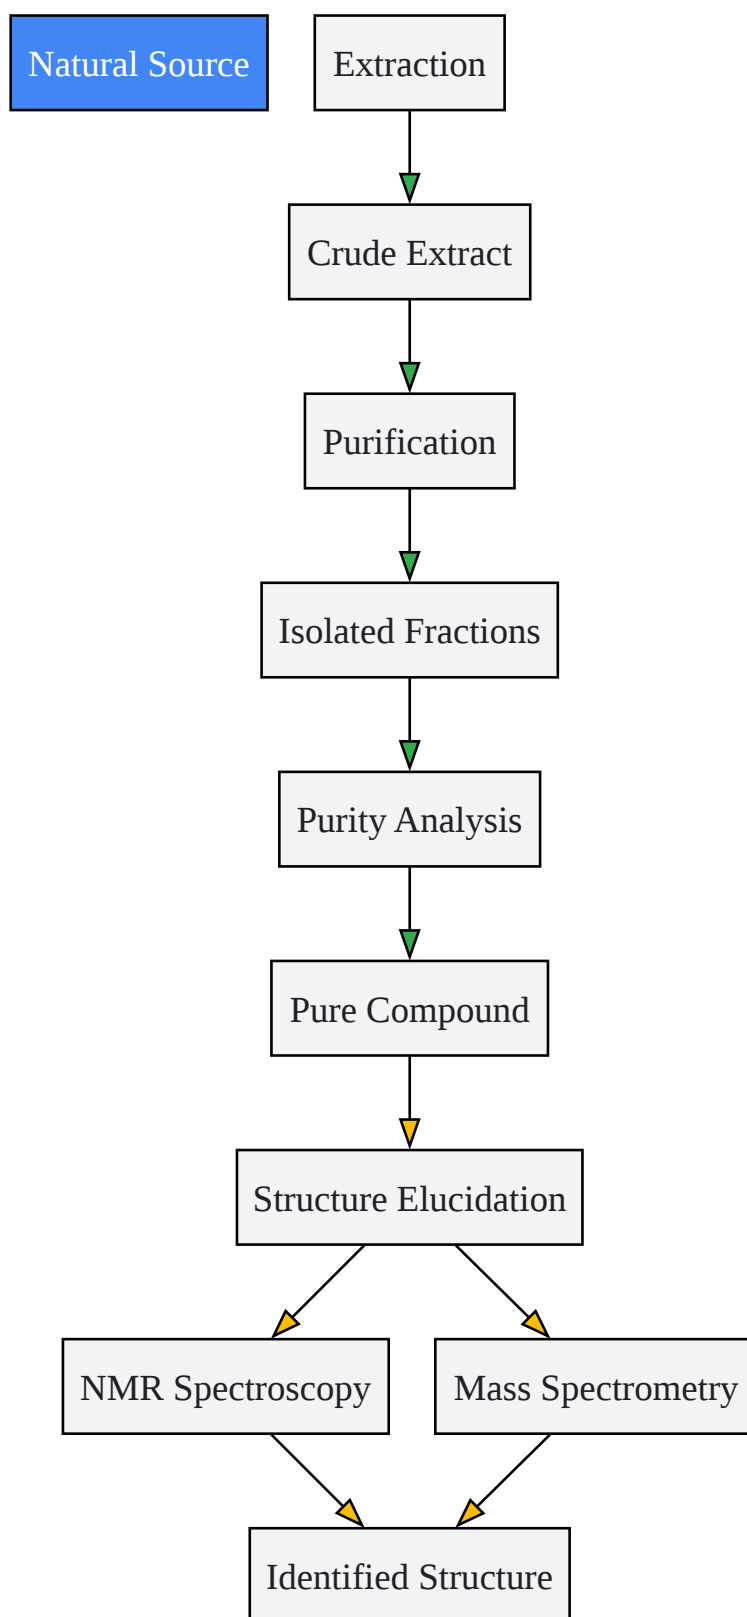 Natural Source
Extraction
Crude Extract
Purification
Isolated Fractions
Purity Analysis
Pure Compound
Structure Elucidation
NMR Spectroscopy
Mass Spectrometry
Identified Structure